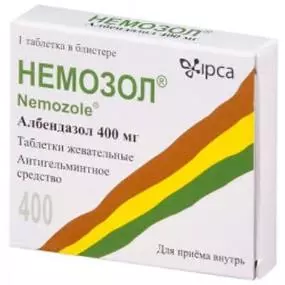 1 таблетка в блистере
ipca
НЕМОЗОЛ®
Nemozole®
Албендазол 400 мг
Таблетки жевательные
Антигельминтное
средство
400
Для приёма внутрь